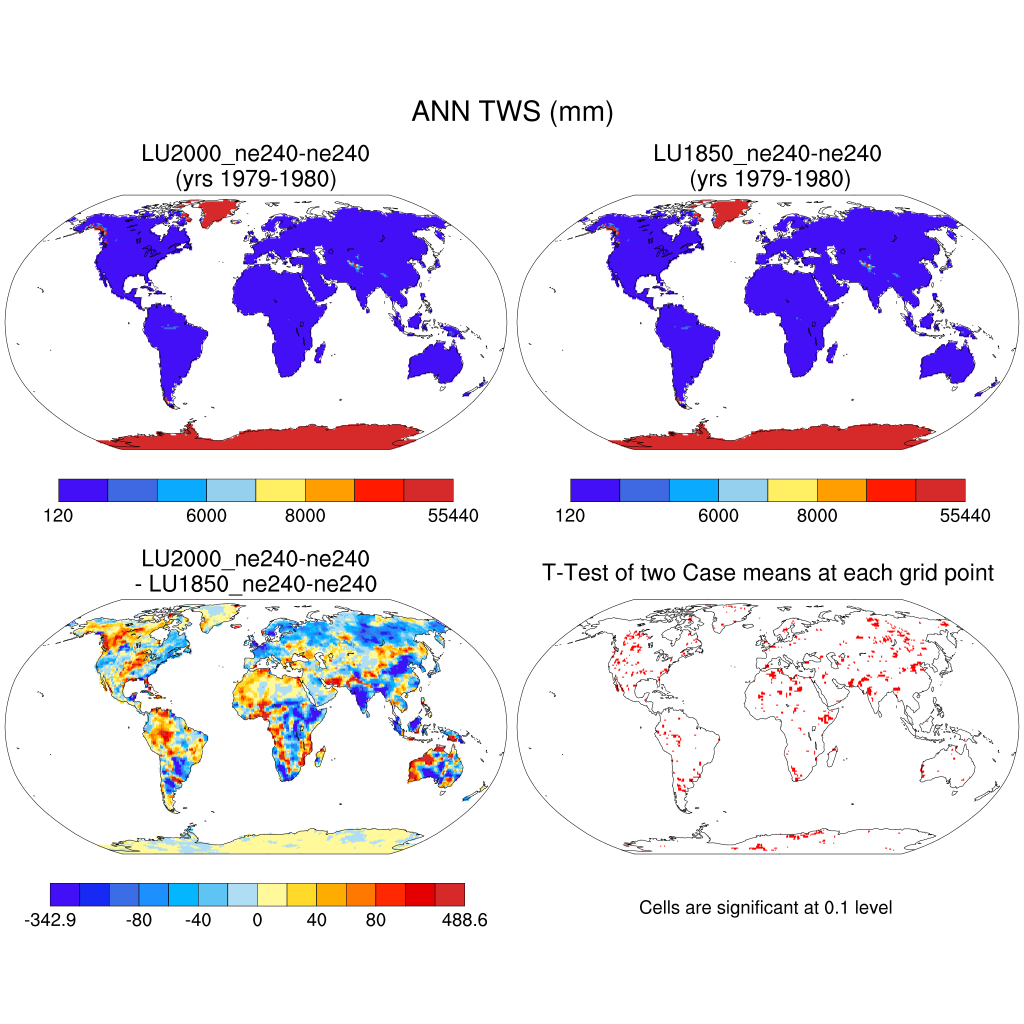 ANN TWS (mm)
LU2000_ne240-ne240
(yrs 1979-1980)
LU1850_ne240-ne240
(yrs 1979-1980)
120 6000 8000 55440
120 6000 8000 55440
LU2000_ne240-ne240
- LU1850_ne240-ne240
T-Test of two Case means at each grid point
-342.9 -80 -40 0 40 80 488.6
Cells are significant at 0.1 level